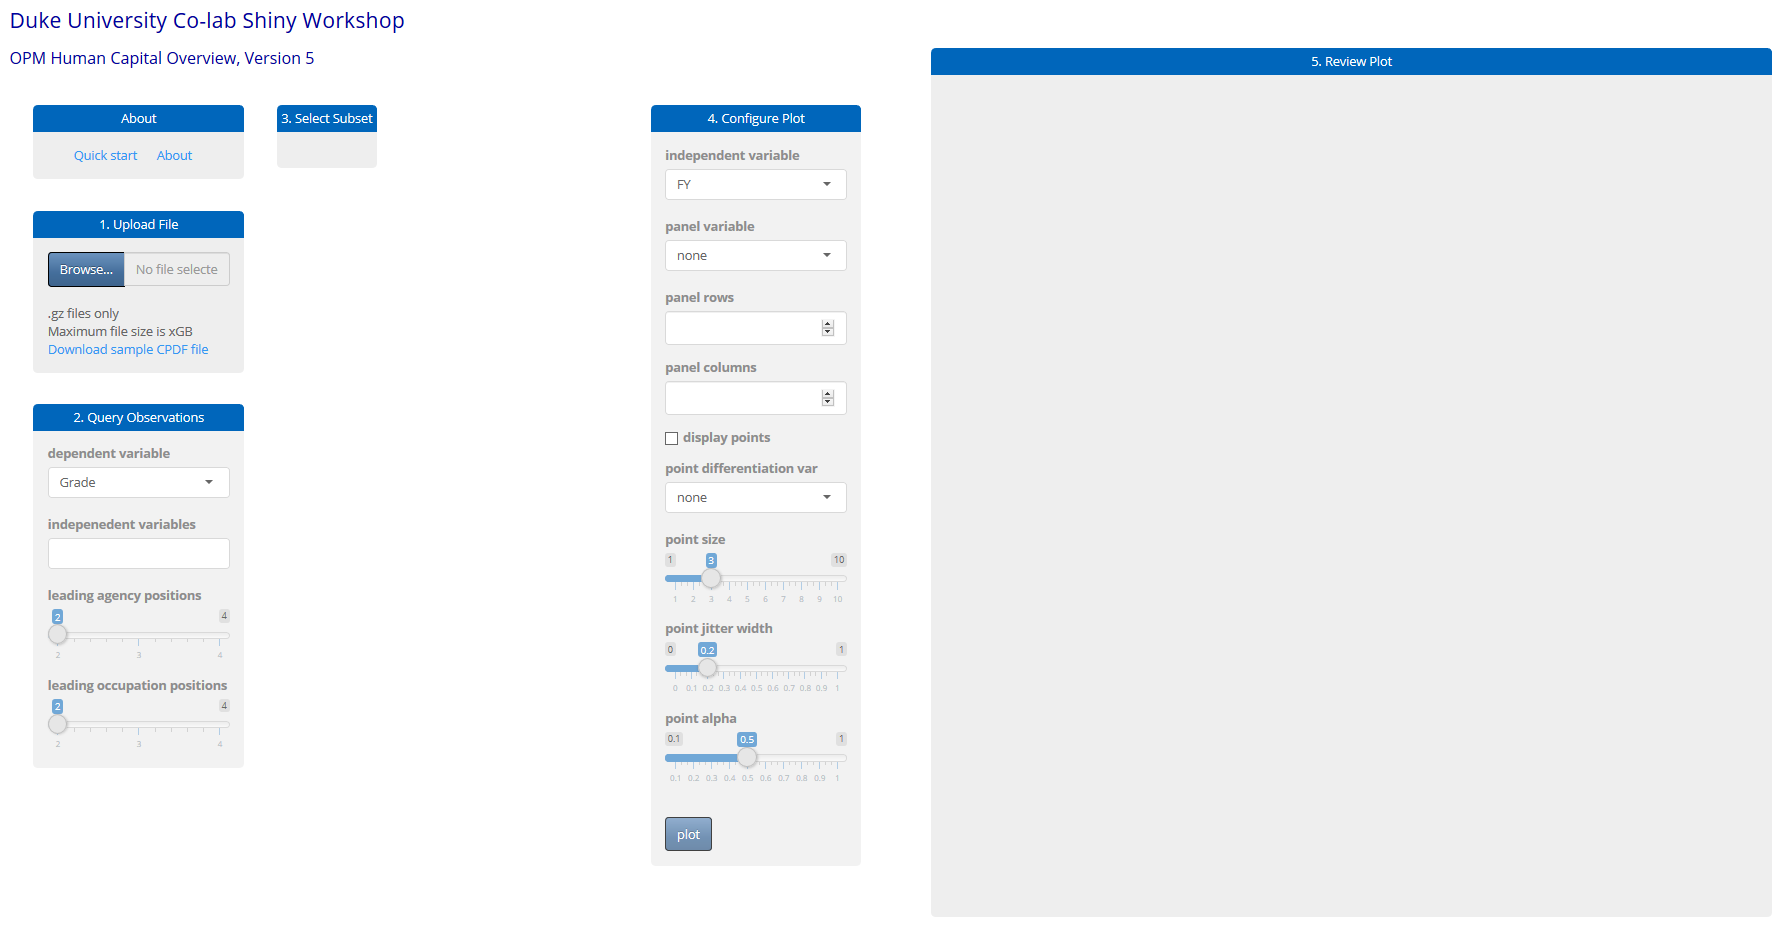 Duke University Co-lab Shiny Workshop
OPM Human Capital Overview, Version 5
About
Quick start About
1. Upload File
Browse... No file selecte
.gz files only
Maximum file size is xGB
Download sample CPDF file
2. Query Observations
dependent variable
Grade
indepenedent variables
leading agency positions
2 4
2 3 4
leading occupation positions
2 4
2 3 4
3. Select Subset
4. Configure Plot
independent variable
FY
panel variable
none
panel rows
panel columns
display points
point differentiation var
none
point size
1 3 10
1 2 3 4 5 6 7 8 9 10
point jitter width
0 0.2 1
0 0.1 0.2 0.3 0.4 0.5 0.6 0.7 0.8 0.9 1
point alpha
0.1 0.5 1
0.1 0.2 0.3 0.4 0.5 0.6 0.7 0.8 0.9 1
plot
5. Review Plot